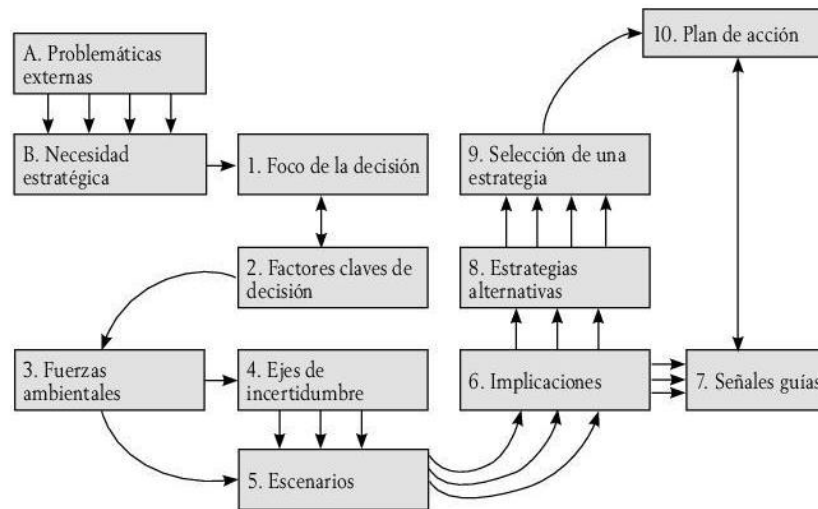 A. Problemáticas
externas
B. Necesidad
estratégica
1. Foco de la decisión
2. Factores claves de
decisión
3. Fuerzas
ambientales
4. Ejes de
incertidumbre
5. Escenarios
6. Implicaciones
7. Señales guías
8. Estrategias
alternativas
9. Selección de una
estrategia
10. Plan de acción